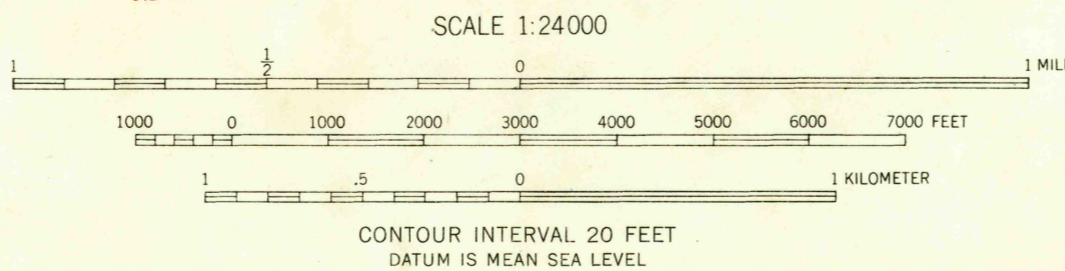 SCALE 1:24000
1 1/2 0 1 MIL
1000 0 1000 2000 3000 4000 5000 6000 7000 FEET
1 .5 0 1 KILOMETER
CONTOUR INTERVAL 20 FEET
DATUM IS MEAN SEA LEVEL